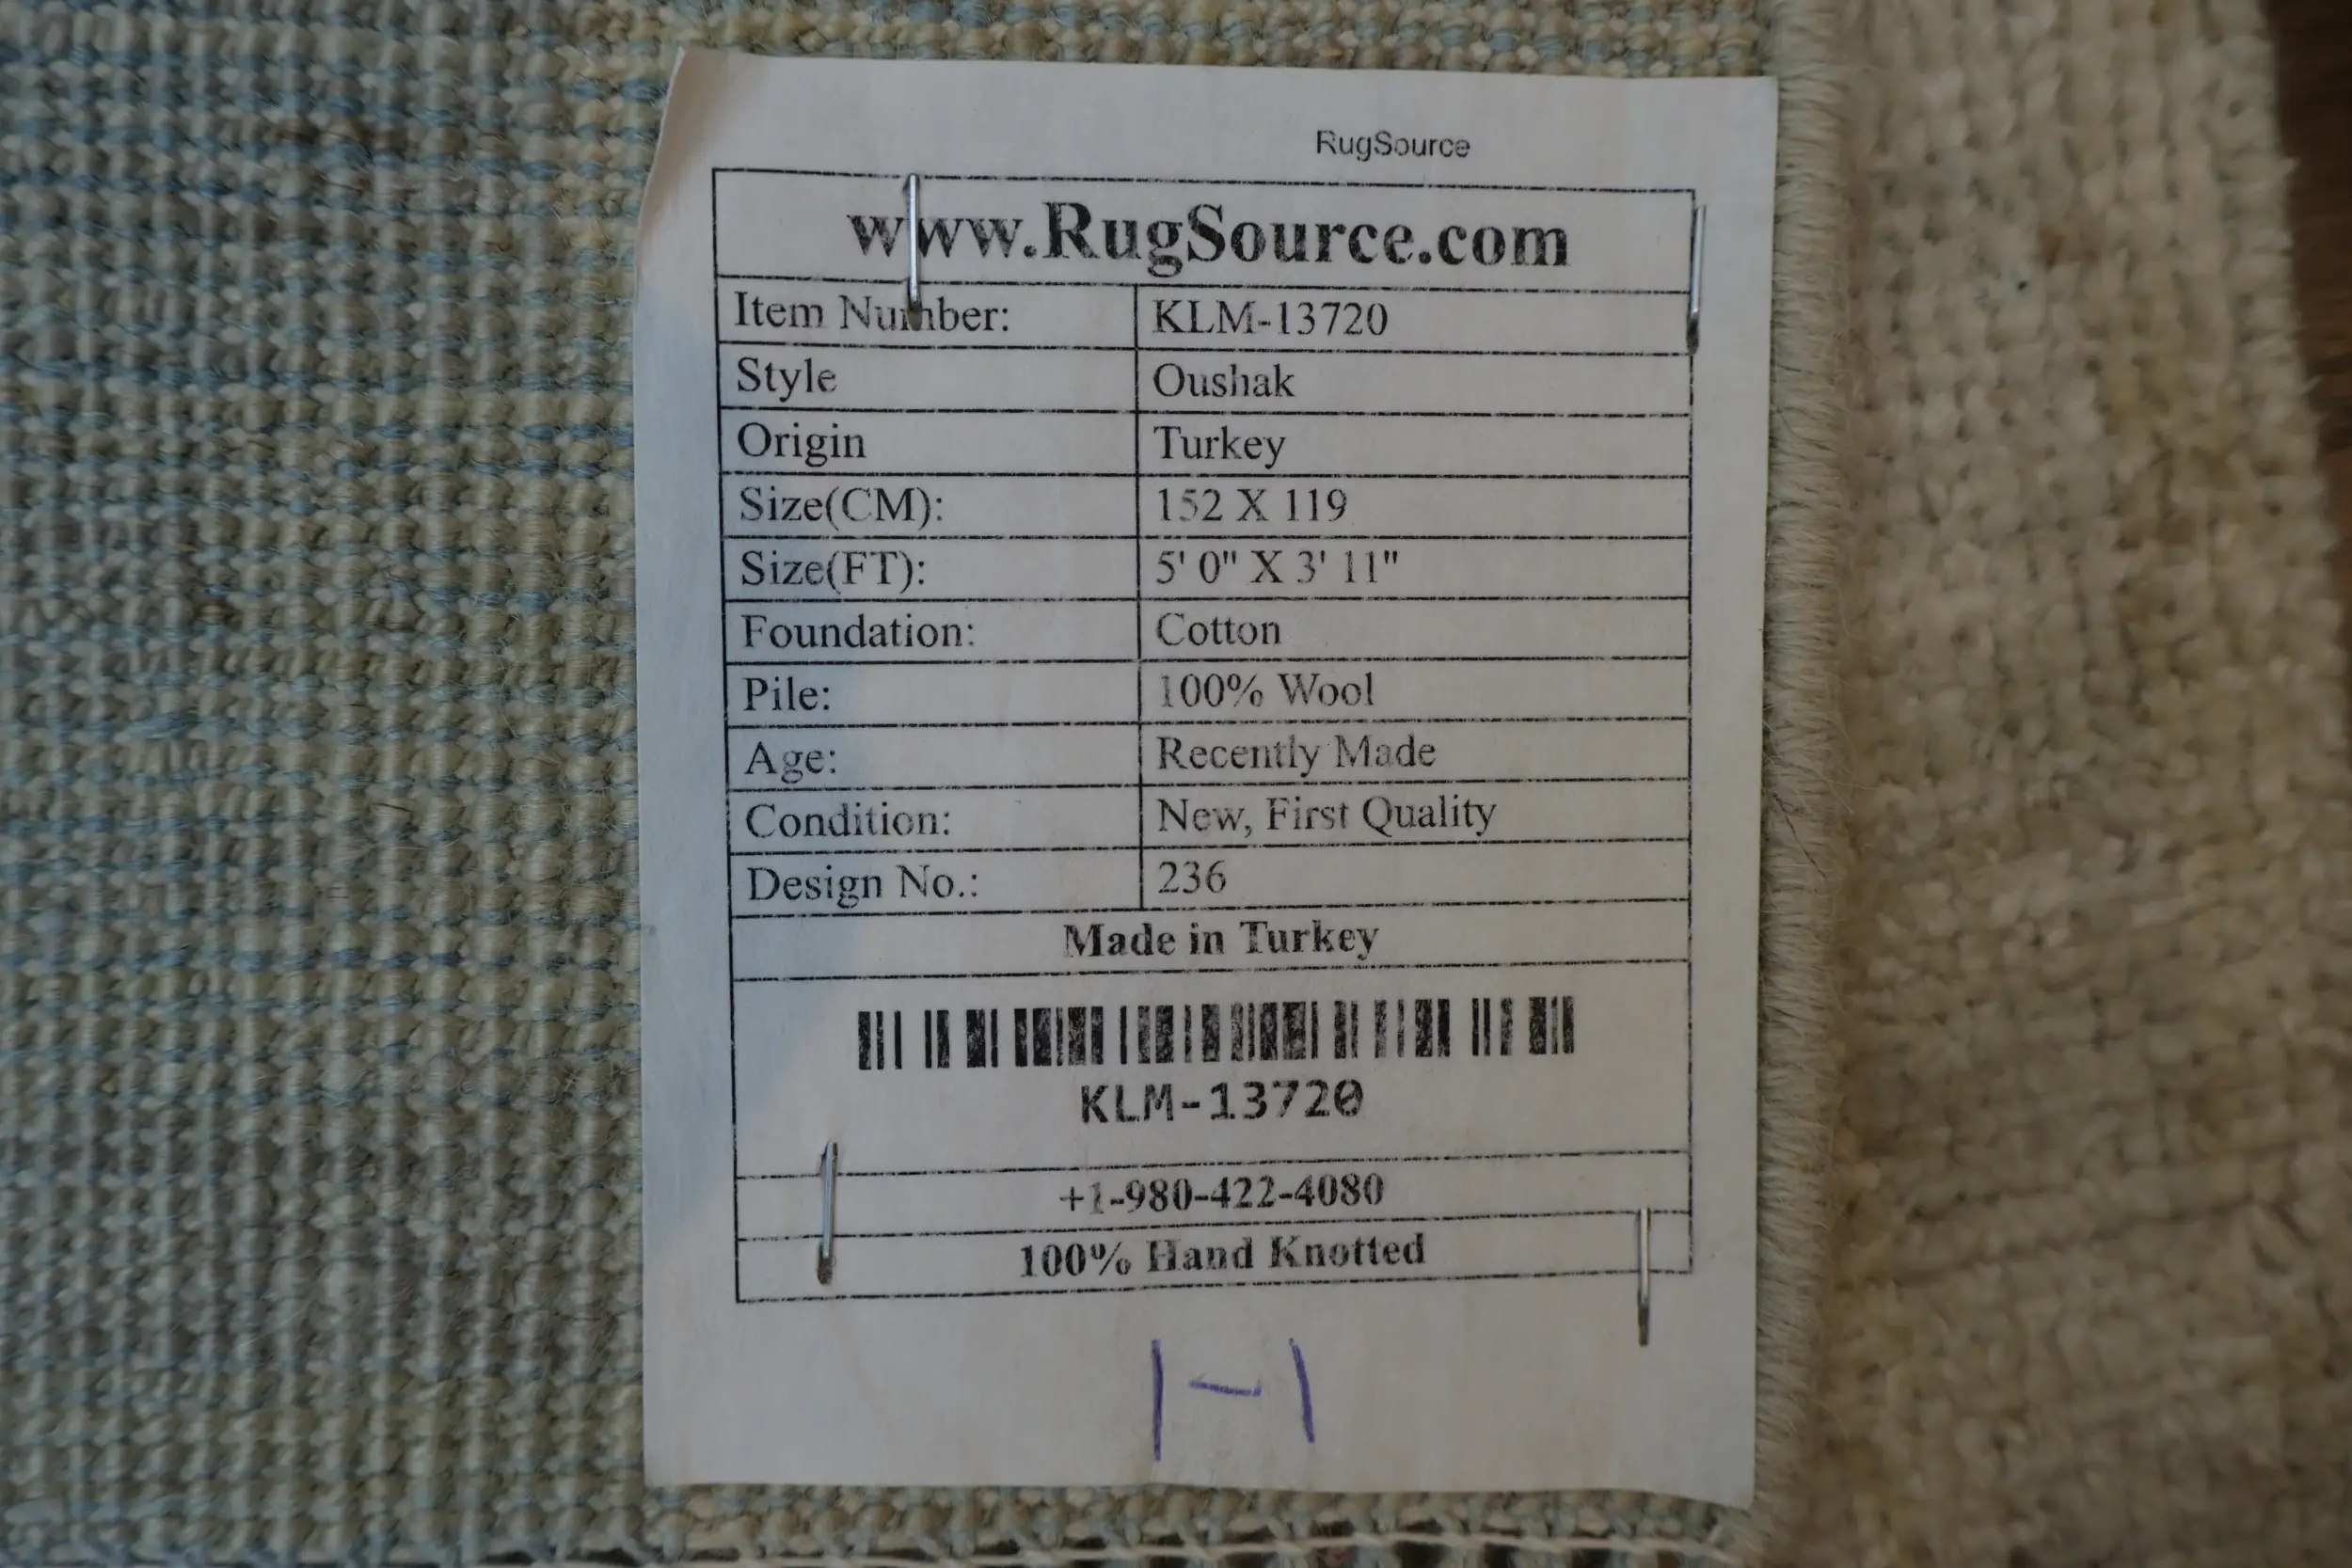 RugSource
www.RugSource.com
Item Number: KLM-13720
Style Oushak
Origin Turkey
Size(CM): 152 X 119
Size(FT): 5' 0" X 3' 11"
Foundation: Cotton
Pile: 100% Wool
Age: Recently Made
Condition: New, First Quality
Design No.: 236
Made in Turkey
KLM-13720
+1-980-422-4080
100% Hand Knotted
1-1